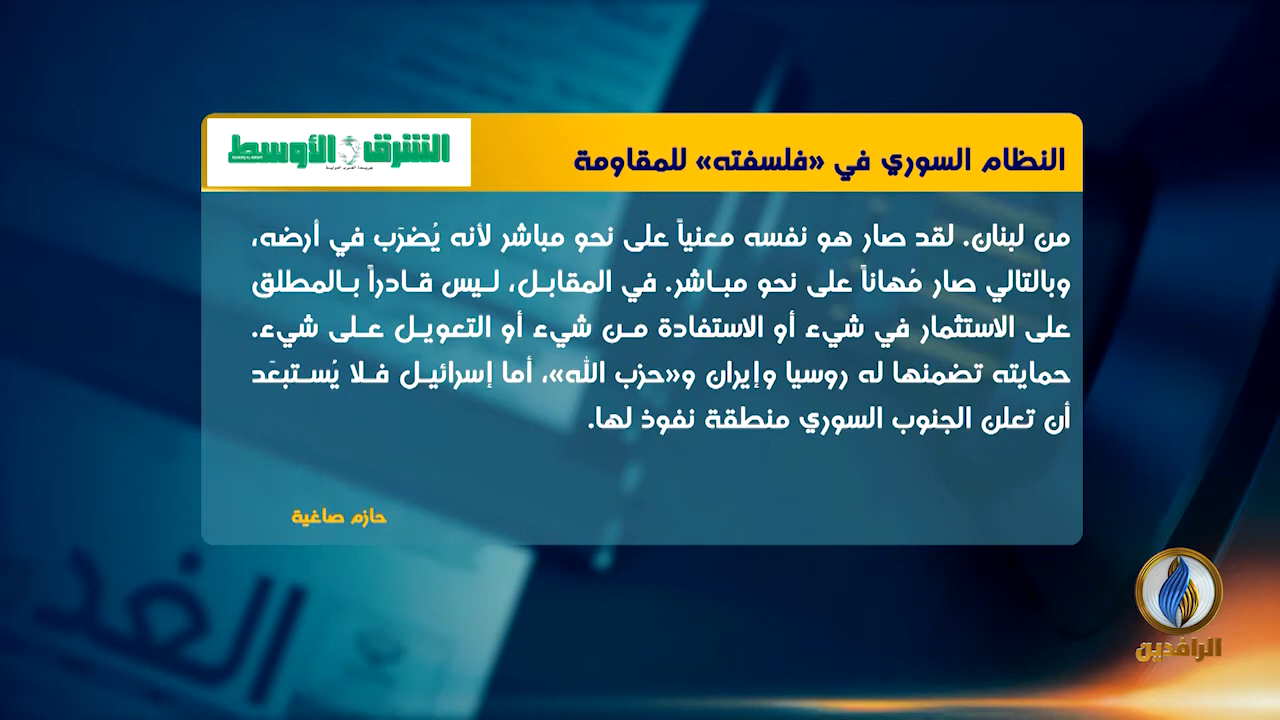 النظام السوري في «فلسفته» للمقاومة
الشرق الأوسط
من لبنان. لقد صار هو نفسه معنياً على نحو مباشر لأنه يُضرَب في أرضه،
وبالتالي صار مُهاناً على نحو مباشر. في المقابل، ليس قادراً بالمطلق
على الاستثمار في شيء أو الاستفادة من شيء أو التعويل على شيء.
حمايته تضمنها له روسيا وإيران و«حزب الله»، أما إسرائيل فلا يُستبعَد
أن تعلن الجنوب السوري منطقة نفوذ لها.
حازم صاغية
الغد
الرافدين